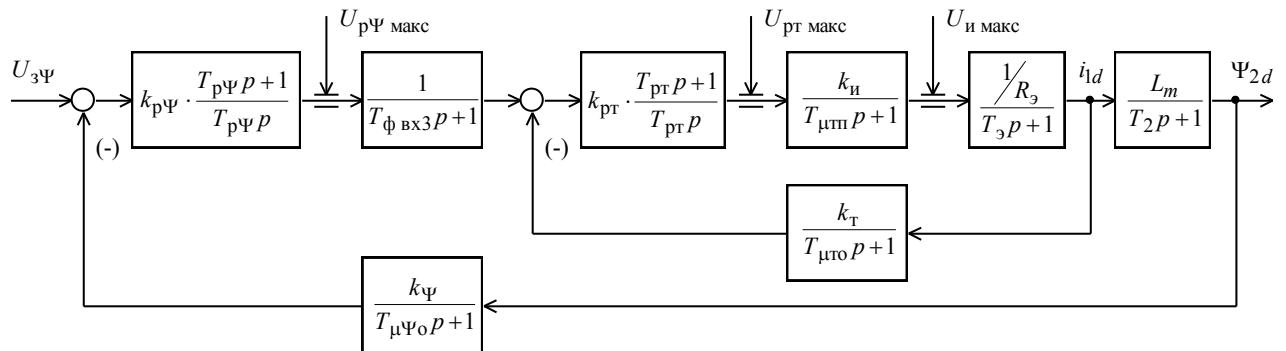 U_рΨ макс
U_рт макс
U_и макс
U_зΨ
k_рΨ · (T_рΨ p + 1) / (T_рΨ p)
1 / (T_ф вх3 p + 1)
k_рт · (T_рт p + 1) / (T_рт p)
k_и / (T_μтп p + 1)
(1/R_э) / (T_э p + 1)
i_1d
L_m / (T_2 p + 1)
Ψ_2d
(-)
(-)
k_т / (T_μто p + 1)
k_Ψ / (T_μΨо p + 1)